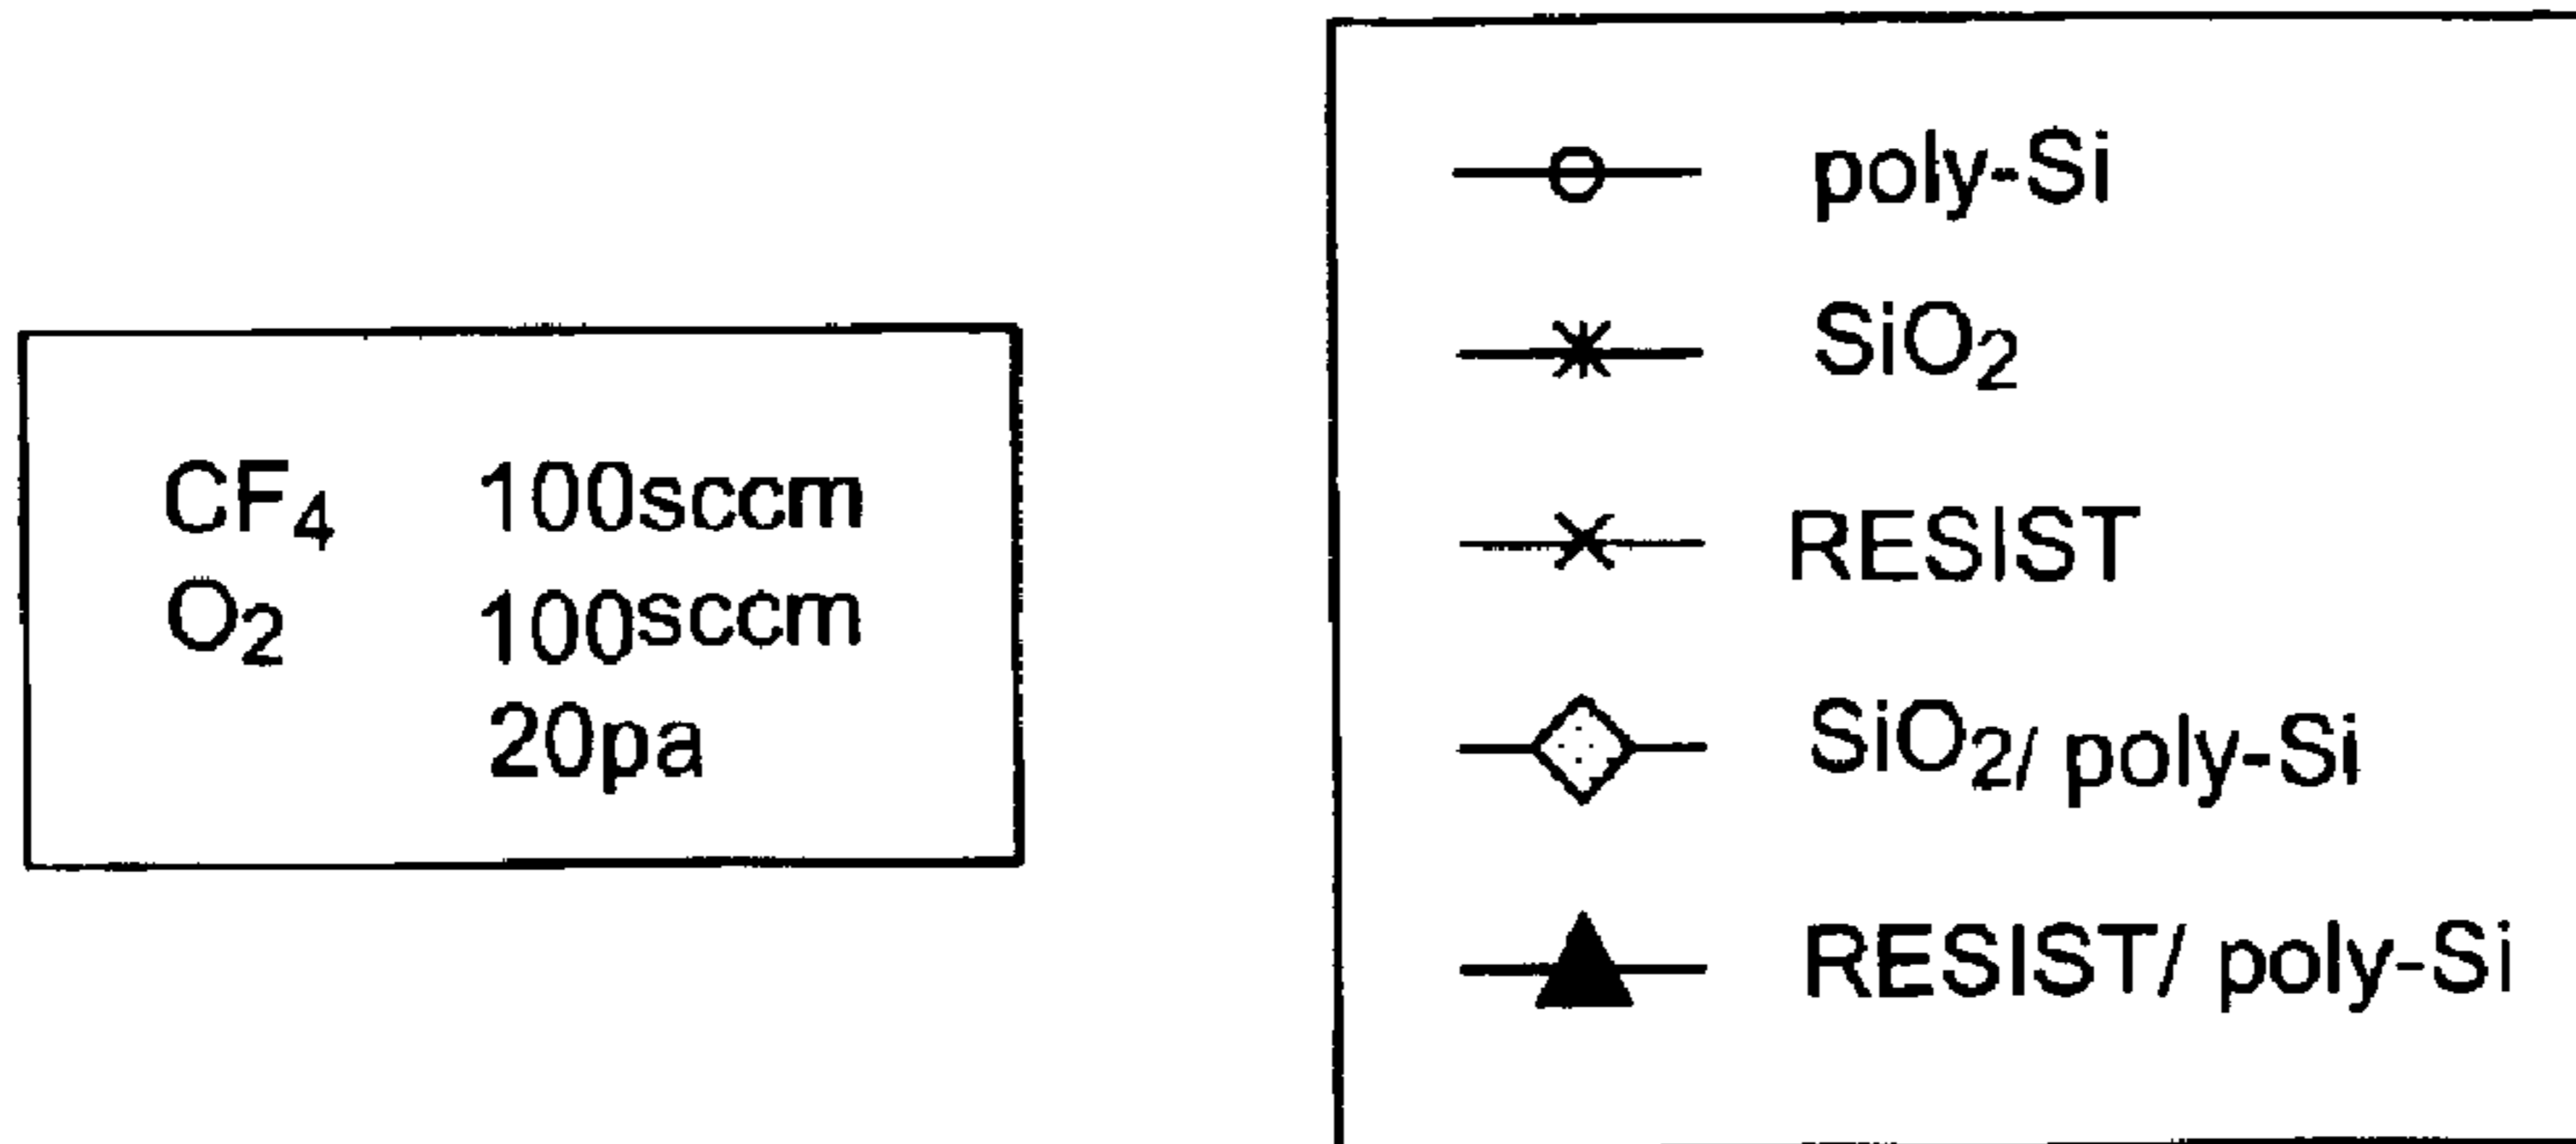 CF₄ 100sccm
O₂ 100sccm
20pa
poly-Si
SiO₂
RESIST
SiO₂/ poly-Si
RESIST/ poly-Si